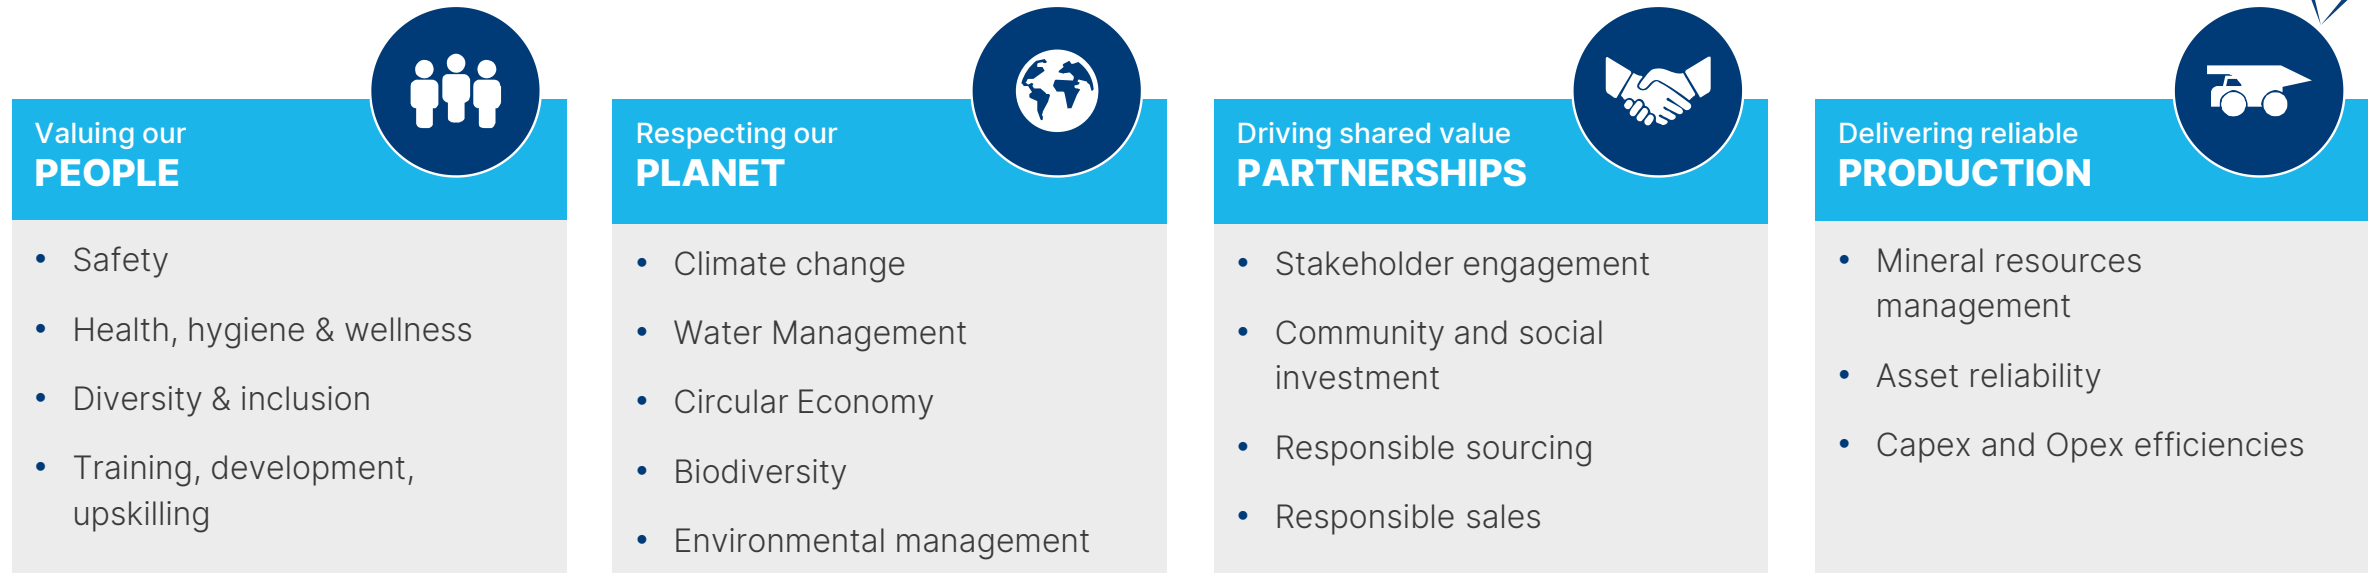 Valuing our
PEOPLE
• Safety
• Health, hygiene & wellness
• Diversity & inclusion
• Training, development,
upskilling
Respecting our
PLANET
• Climate change
• Water Management
• Circular Economy
• Biodiversity
• Environmental management
Driving shared value
PARTNERSHIPS
• Stakeholder engagement
• Community and social
investment
• Responsible sourcing
• Responsible sales
Delivering reliable
PRODUCTION
• Mineral resources
management
• Asset reliability
• Capex and Opex efficiencies